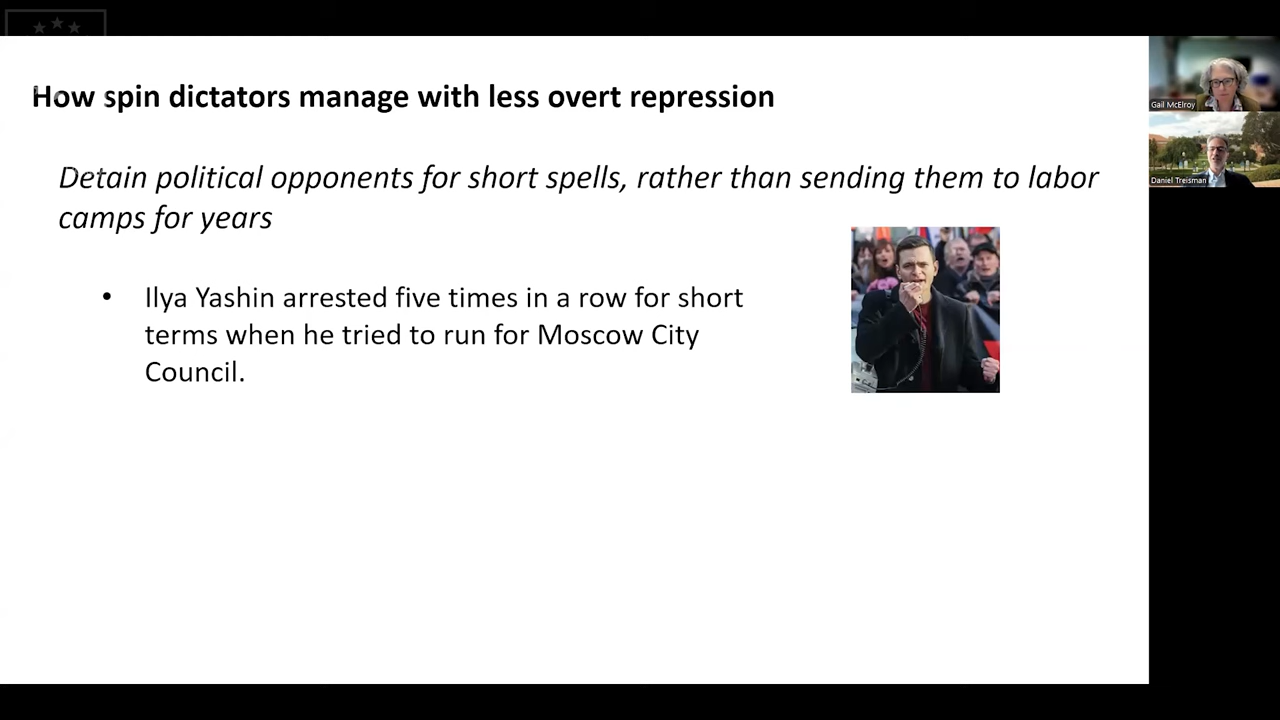 How spin dictators manage with less overt repression
Detain political opponents for short spells, rather than sending them to labor
camps for years
• Ilya Yashin arrested five times in a row for short
terms when he tried to run for Moscow City
Council.
Gail McElroy
Daniel Treisman